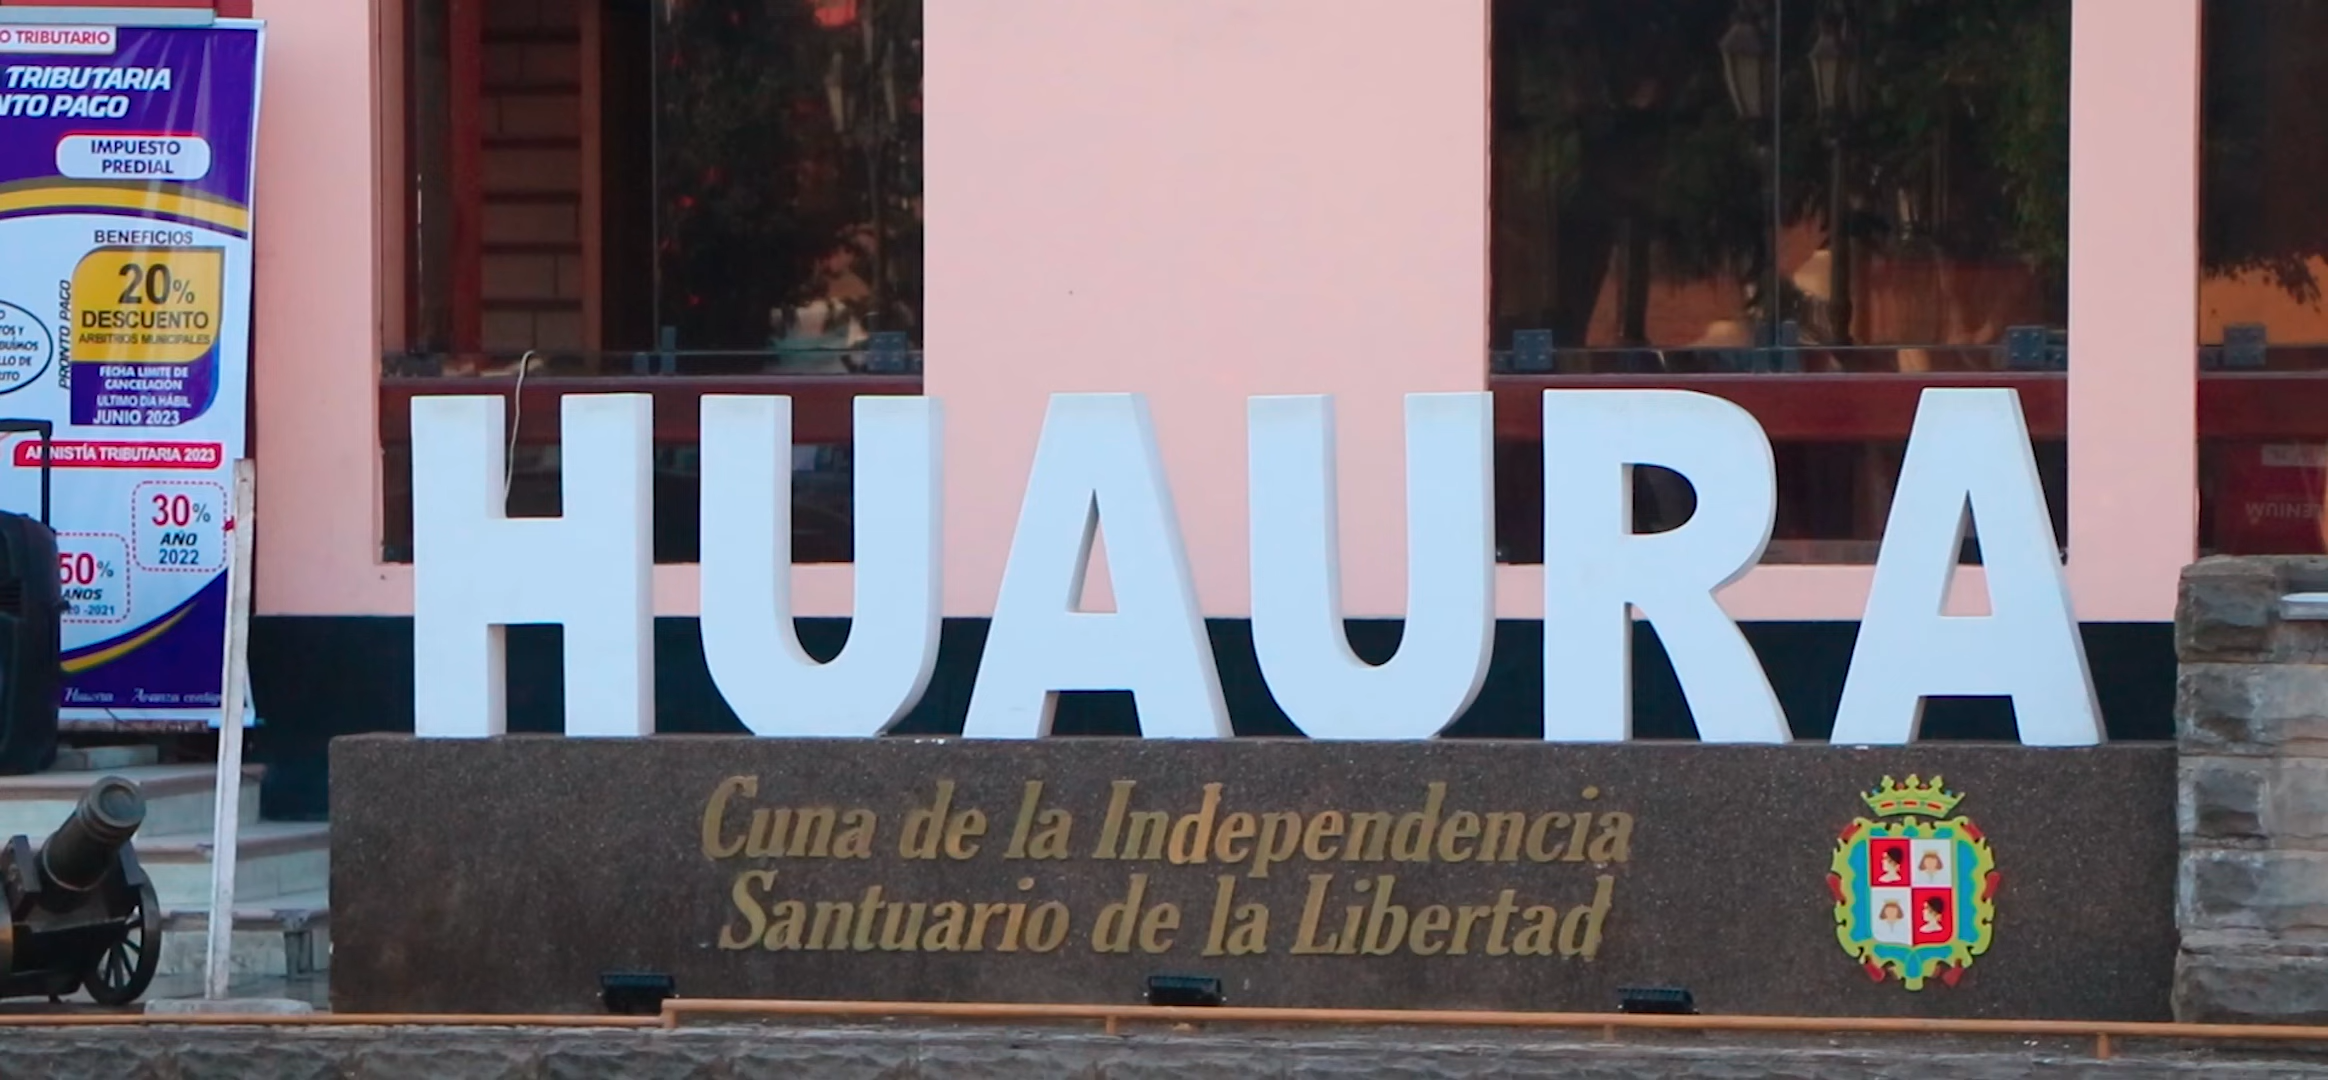 O TRIBUTARIO
TRIBUTARIA
NTO PAGO
IMPUESTO
PREDIAL
BENEFICIOS
PRONTO PAGO
20%
DESCUENTO
ARBITRIOS MUNICIPALES
FECHA LIMITE DE
CANCELACIÓN
ULTIMO DÍA HÁBIL
JUNIO 2023
AMNISTÍA TRIBUTARIA 2023
30%
AÑO
2022
50%
AÑOS
-2021
HUAURA
Cuna de la Independencia
Santuario de la Libertad